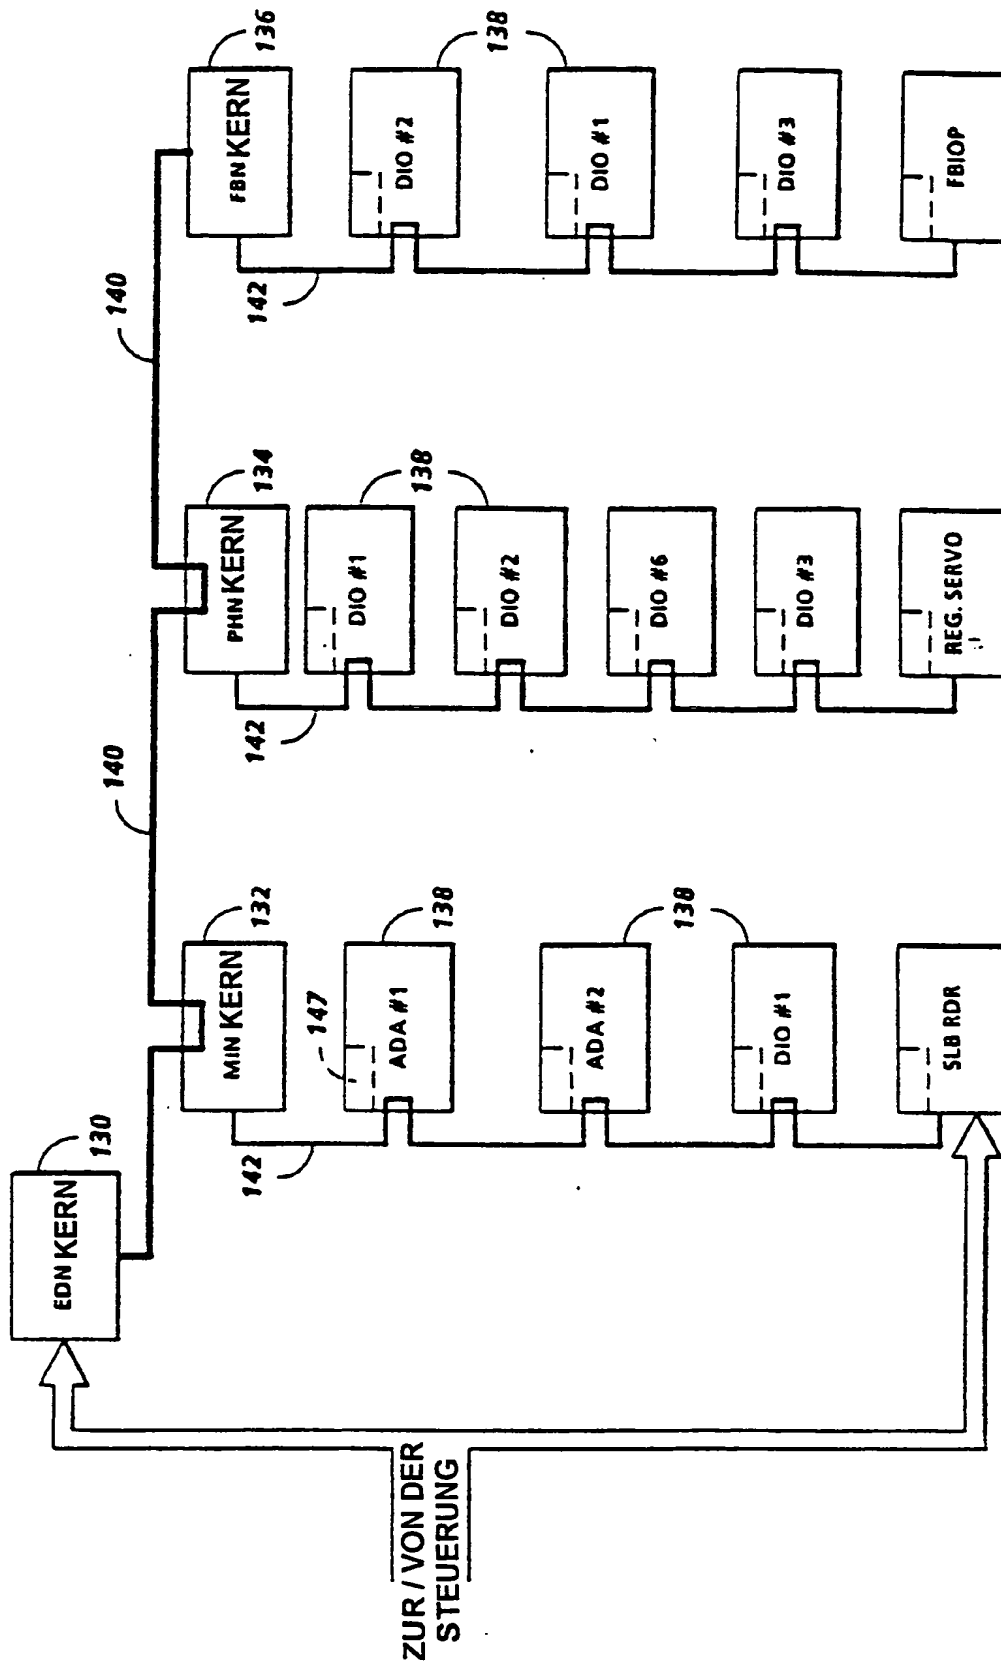 ZUR / VON DER
STEUERUNG
EDN KERN
130
MIN KERN
132
PHN KERN
134
FBN KERN
136
140
140
142
142
142
ADA #1
147
138
ADA #2
DIO #1
138
SLB RDR
DIO #1
DIO #2
138
DIO #6
DIO #3
REG. SERVO
DIO #2
DIO #1
138
DIO #3
FBIOP